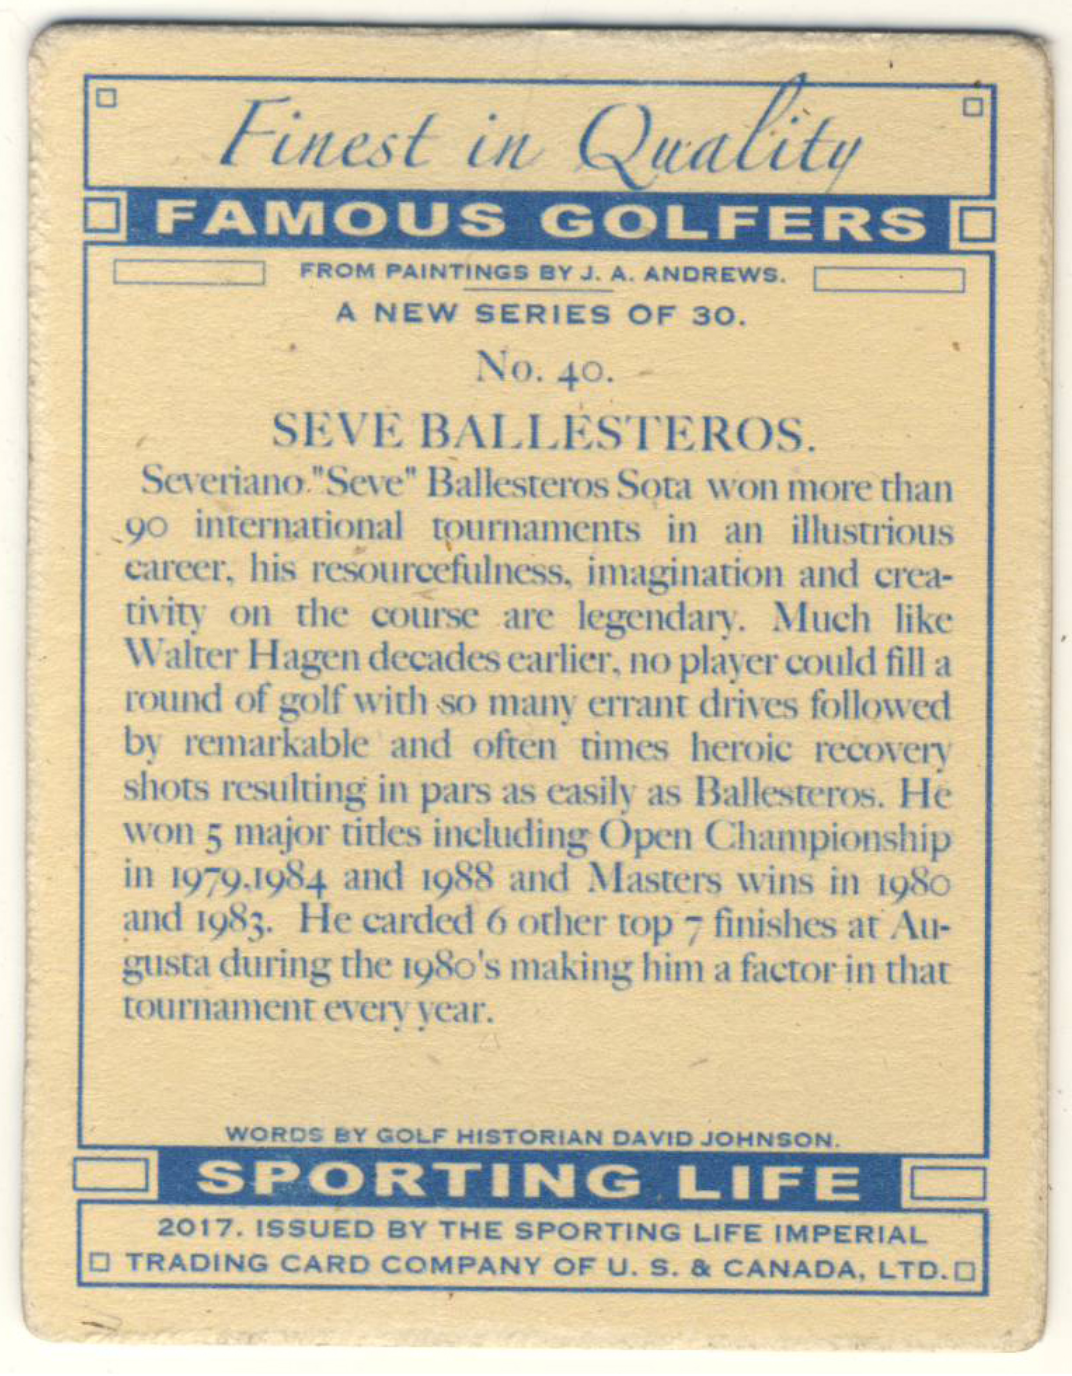 Finest in Quality
FAMOUS GOLFERS
FROM PAINTINGS BY J. A. ANDREWS.
A NEW SERIES OF 30.
No. 40.
SEVE BALLESTEROS.
Severiano "Seve" Ballesteros Sota won more than
90 international tournaments in an illustrious
career, his resourcefulness, imagination and crea-
tivity on the course are legendary. Much like
Walter Hagen decades earlier, no player could fill a
round of golf with so many errant drives followed
by remarkable and often times heroic recovery
shots resulting in pars as easily as Ballesteros. He
won 5 major titles including Open Championship
in 1979,1984 and 1988 and Masters wins in 1980
and 1983. He carded 6 other top 7 finishes at Au-
gusta during the 1980's making him a factor in that
tournament every year.
WORDS BY GOLF HISTORIAN DAVID JOHNSON.
SPORTING LIFE
2017. ISSUED BY THE SPORTING LIFE IMPERIAL
TRADING CARD COMPANY OF U. S. & CANADA, LTD.